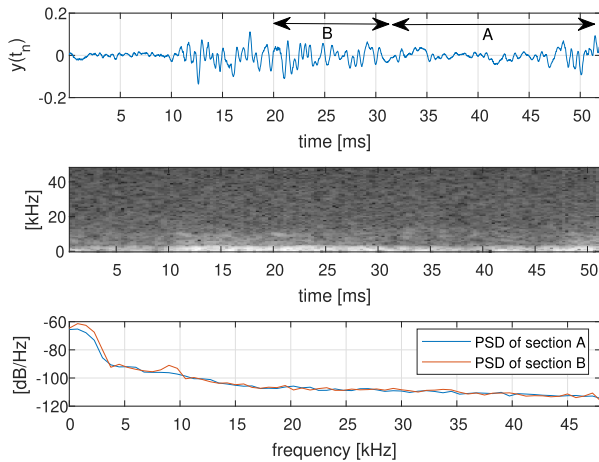 0.2
0
-0.2
y(t_n)
B
A
5 10 15 20 25 30 35 40 45 50
time [ms]
40
20
0
[kHz]
5 10 15 20 25 30 35 40 45 50
time [ms]
-60
-80
-100
-120
[dB/Hz]
PSD of section A
PSD of section B
0 5 10 15 20 25 30 35 40 45
frequency [kHz]